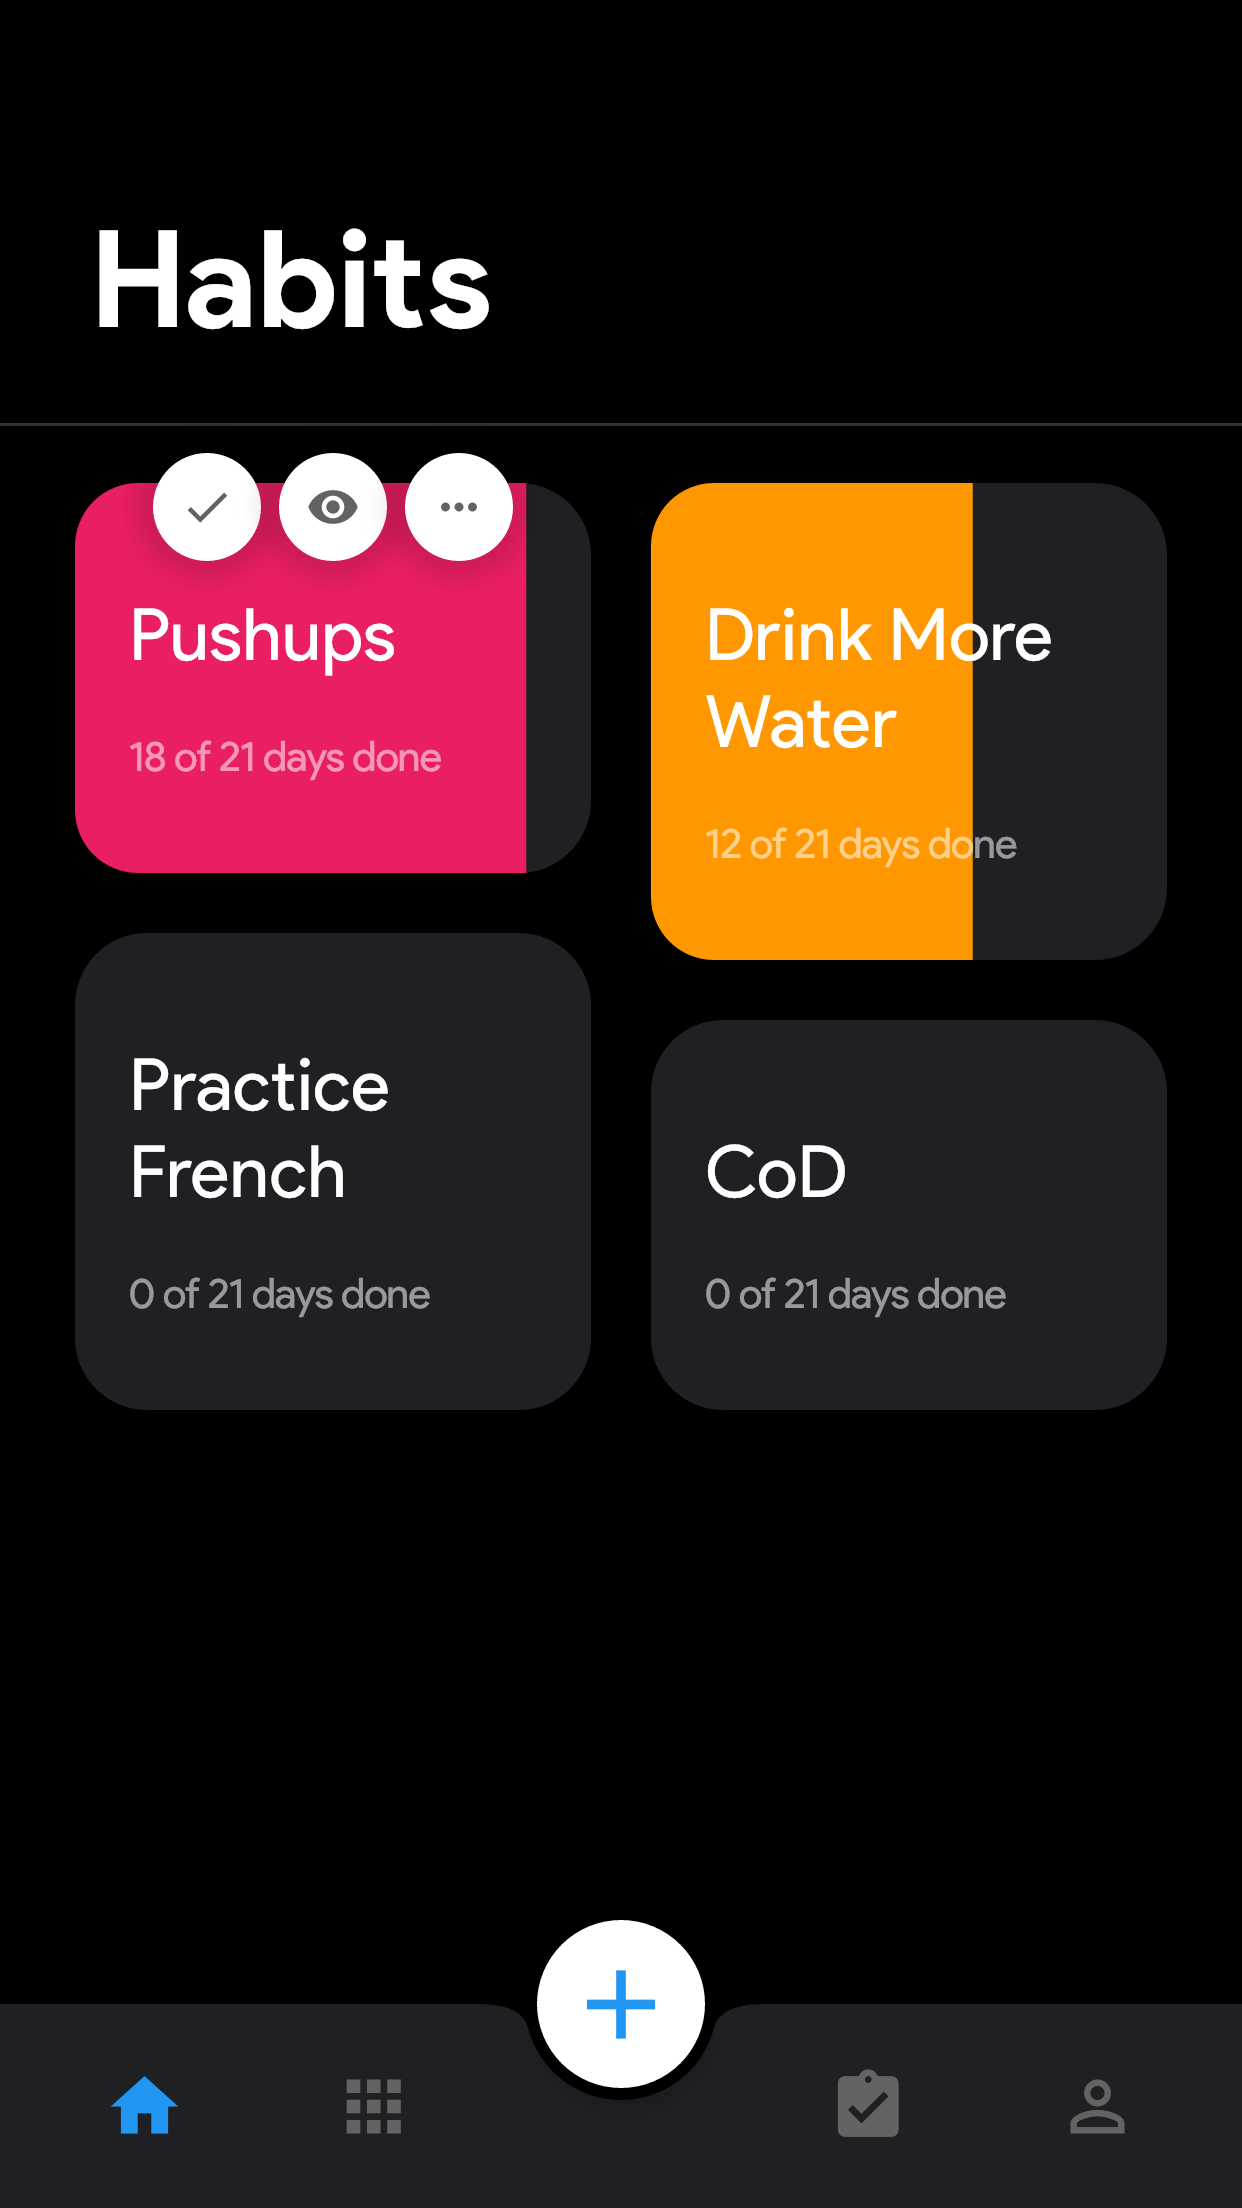 Habits
Pushups
18 of 21 days done
Drink More
Water
12 of 21 days done
Practice
French
0 of 21 days done
CoD
0 of 21 days done